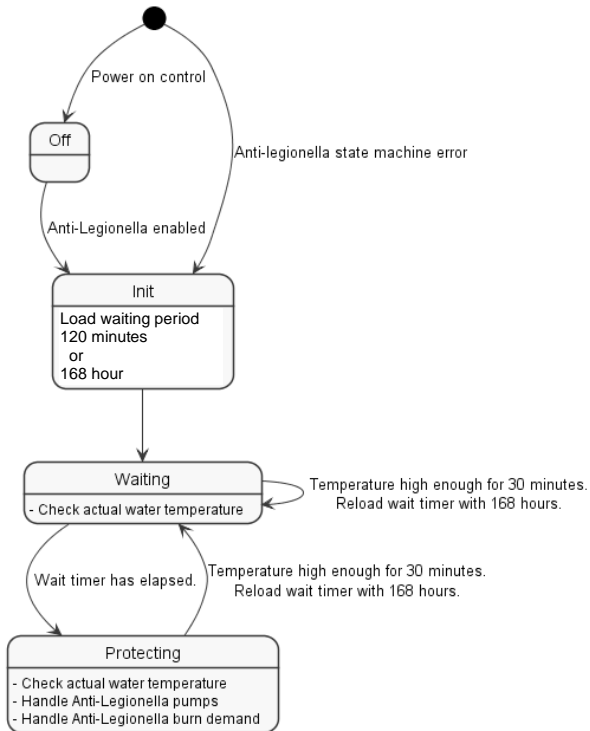 Power on control
Off
Anti-legionella state machine error
Anti-Legionella enabled
Init
Load waiting period
120 minutes
or
168 hour
Waiting
- Check actual water temperature
Temperature high enough for 30 minutes.
Reload wait timer with 168 hours.
Wait timer has elapsed.
Temperature high enough for 30 minutes.
Reload wait timer with 168 hours.
Protecting
- Check actual water temperature
- Handle Anti-Legionella pumps
- Handle Anti-Legionella burn demand